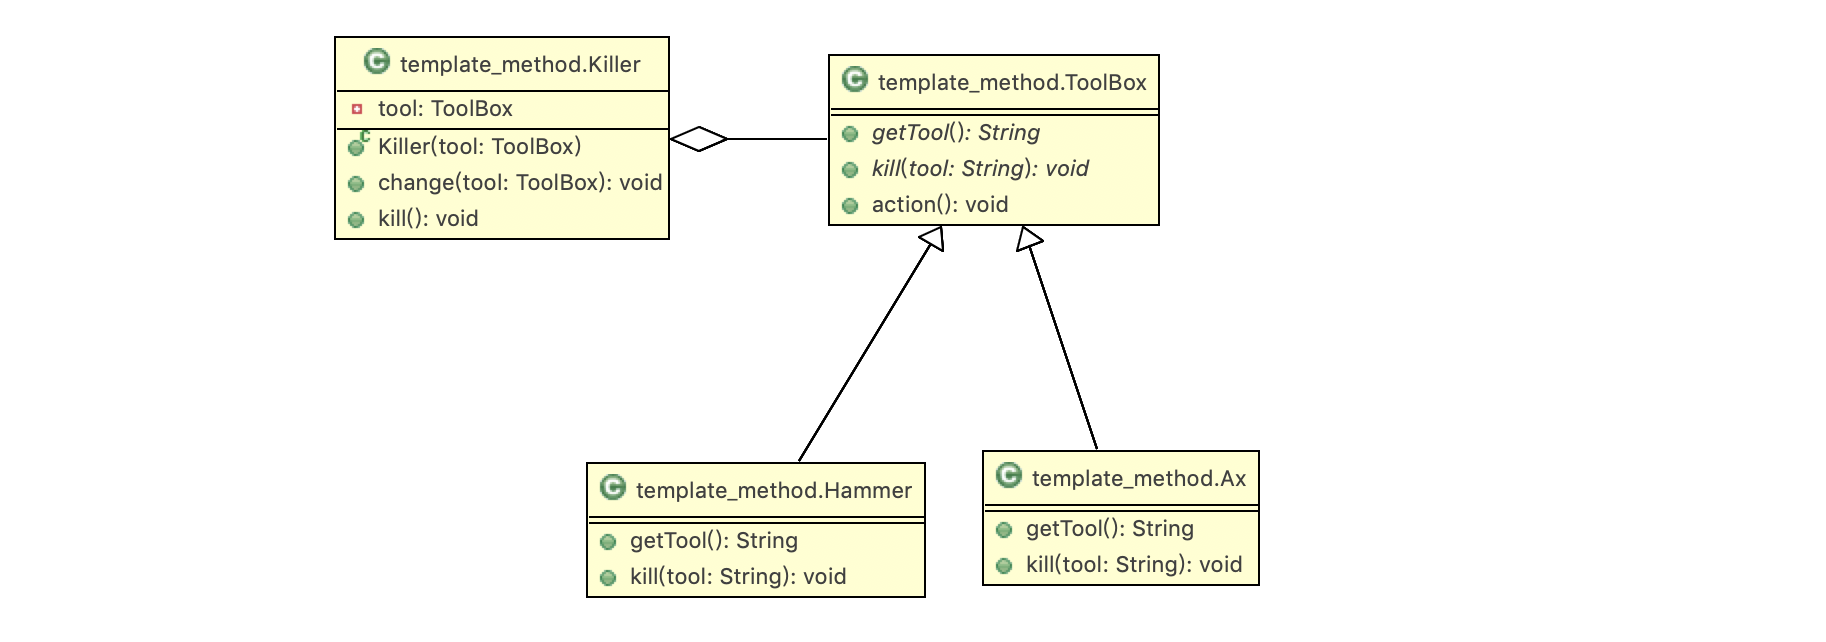 template_method.Killer
tool: ToolBox
Killer(tool: ToolBox)
change(tool: ToolBox): void
kill(): void
template_method.ToolBox
getTool(): String
kill(tool: String): void
action(): void
template_method.Hammer
getTool(): String
kill(tool: String): void
template_method.Ax
getTool(): String
kill(tool: String): void